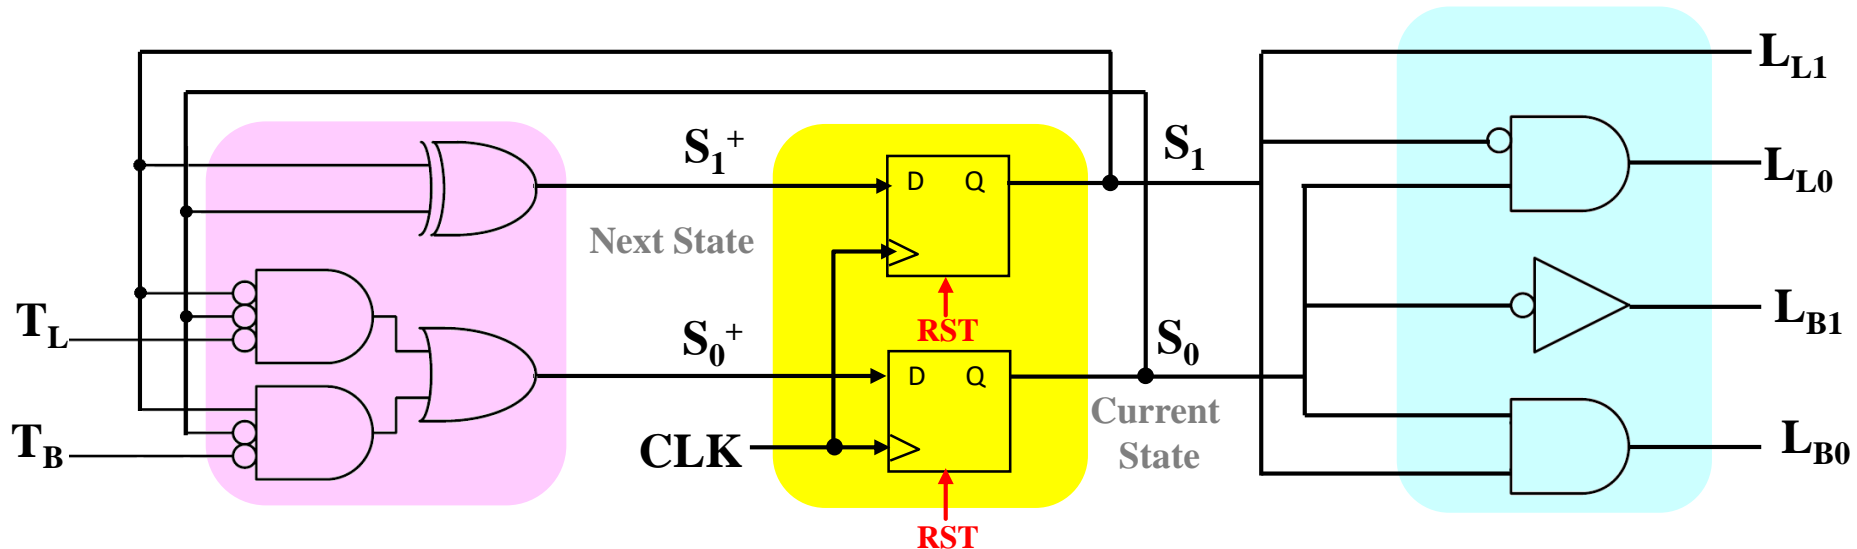 L_L1
S_1^+
S_1
D Q
L_L0
Next State
T_L
RST
L_B1
S_0^+
S_0
D Q
Current
State
T_B
CLK
L_B0
RST